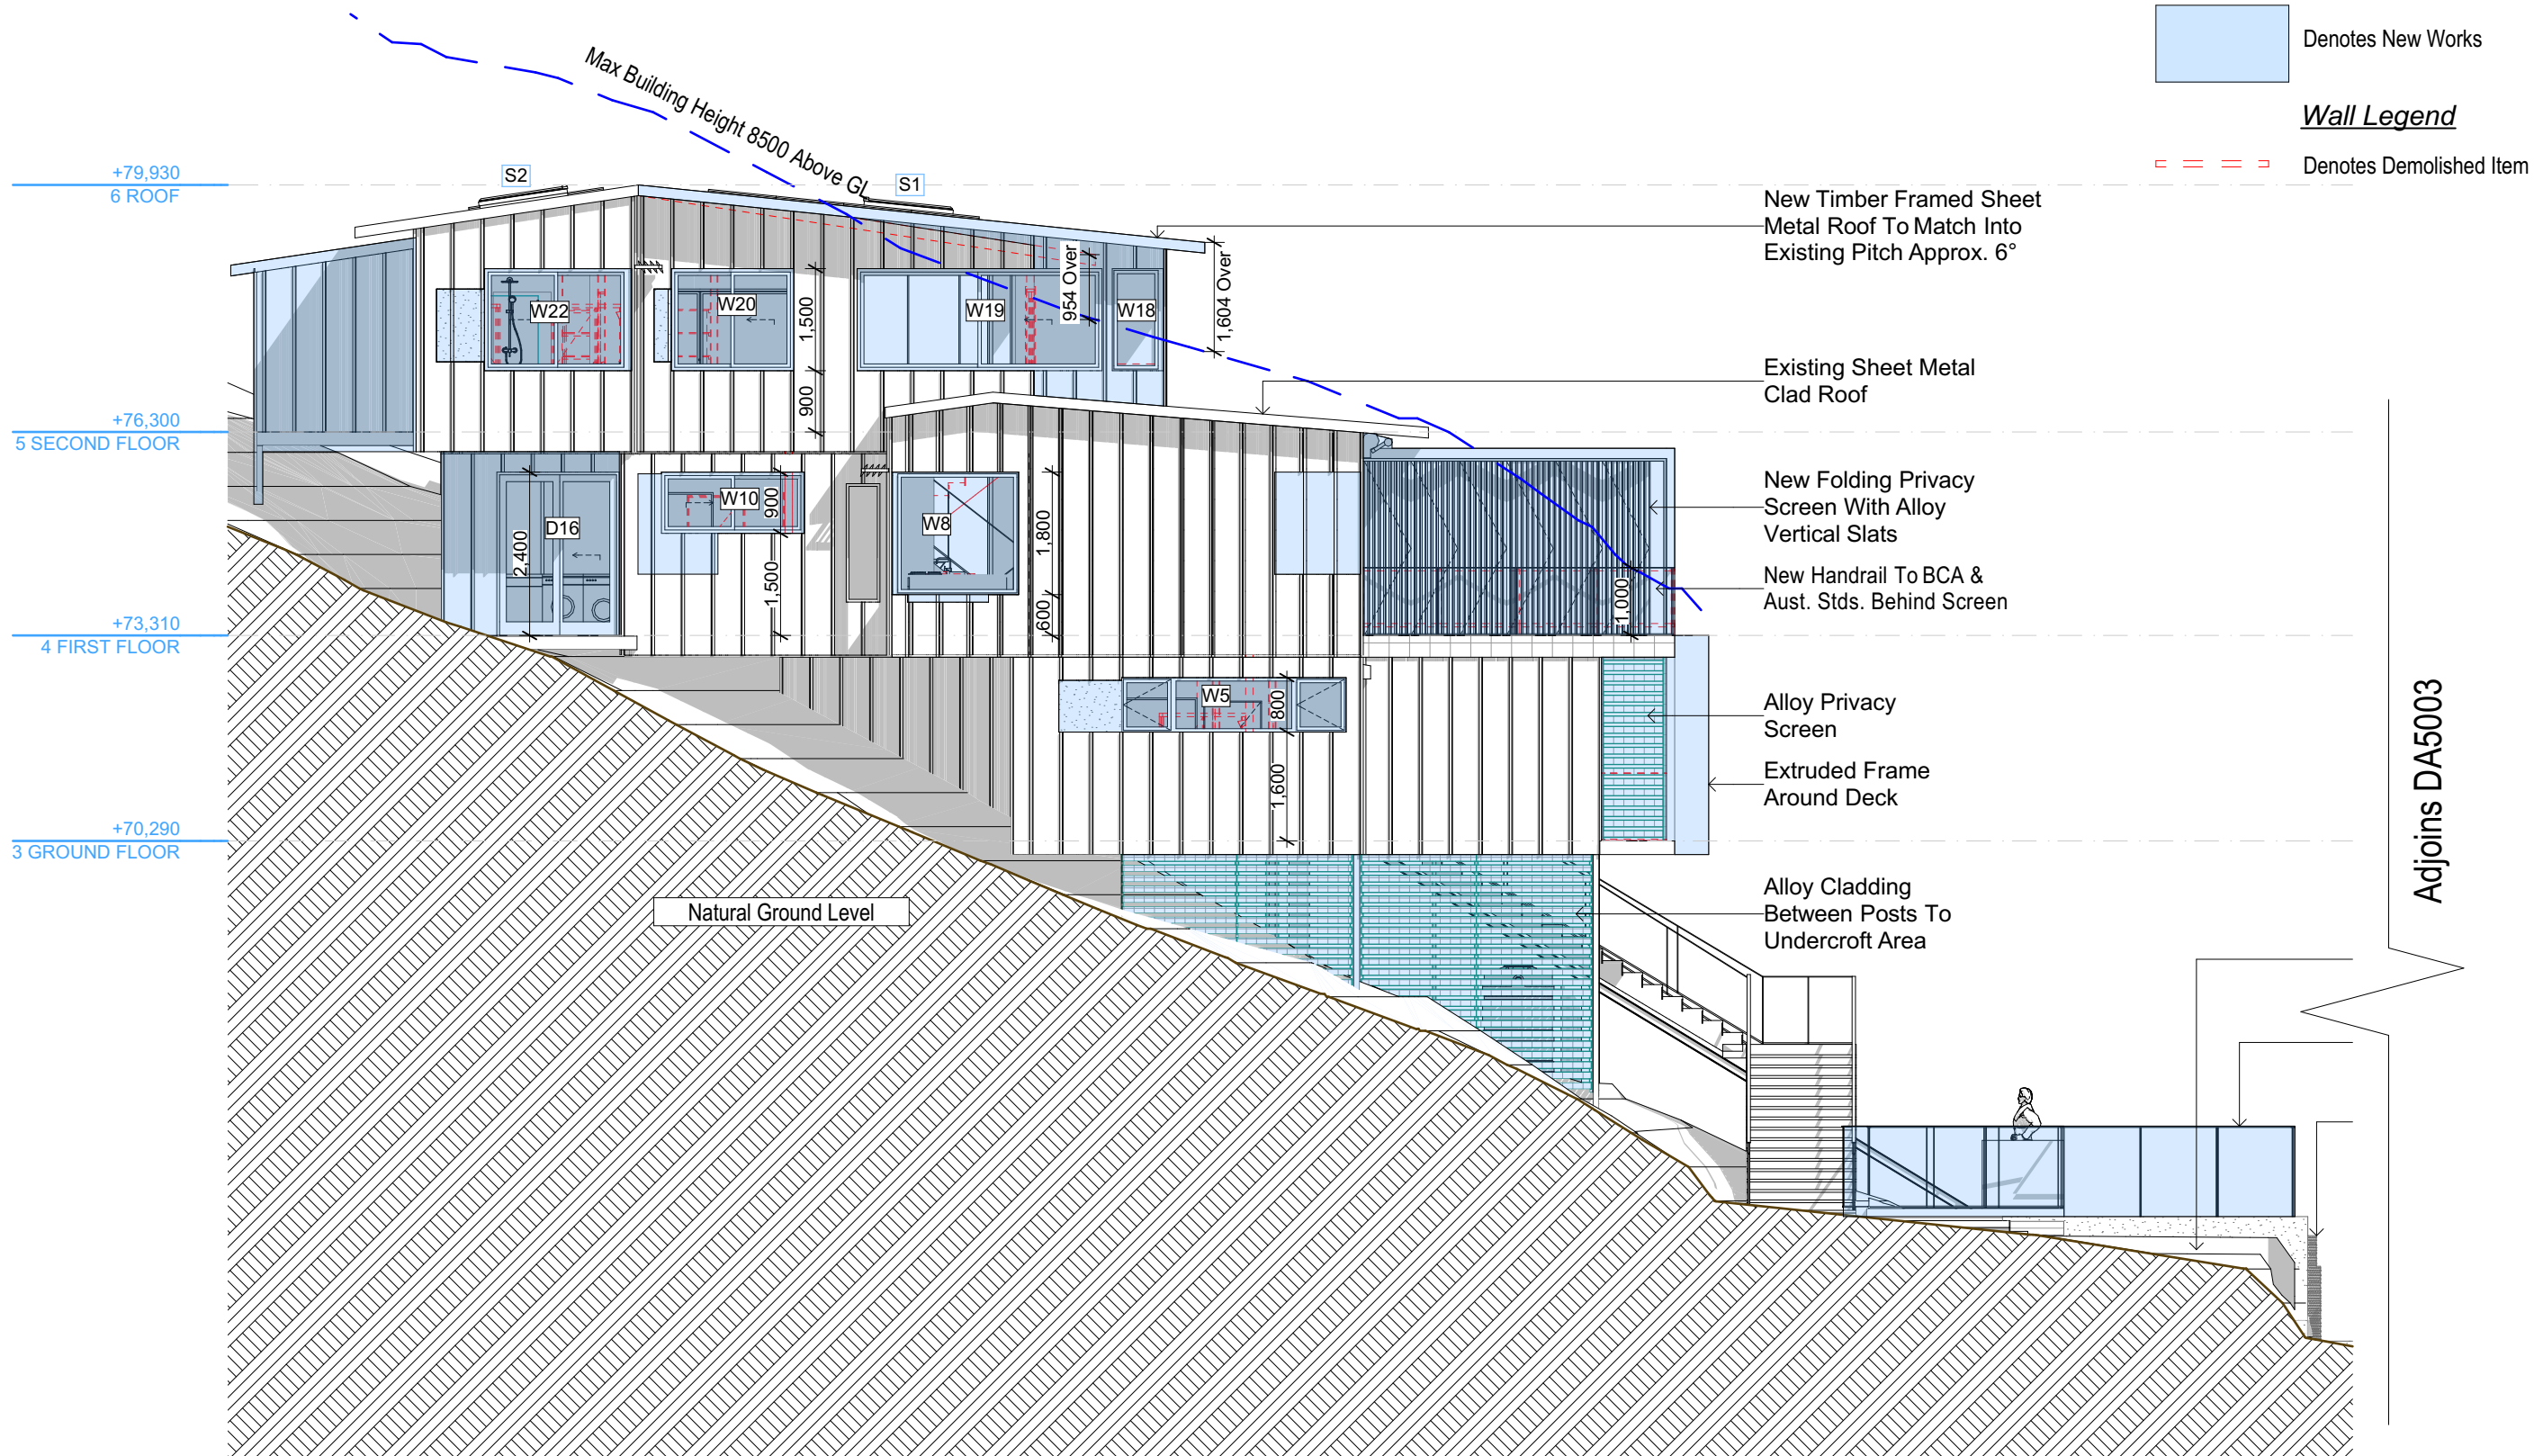 Denotes New Works
Wall Legend
Denotes Demolished Item
Max Building Height 8500 Above GL
+79,930
6 ROOF
S2
S1
New Timber Framed Sheet
Metal Roof To Match Into
Existing Pitch Approx. 6°
W22
W20
1,500
W19
954 Over
W18
1,604 Over
900
Existing Sheet Metal
Clad Roof
+76,300
5 SECOND FLOOR
New Folding Privacy
Screen With Alloy
Vertical Slats
D16
2,400
W10
900
1,500
W8
1,800
600
New Handrail To BCA &
Aust. Stds. Behind Screen
1,000
+73,310
4 FIRST FLOOR
W5
800
1,600
Alloy Privacy
Screen
Extruded Frame
Around Deck
+70,290
3 GROUND FLOOR
Natural Ground Level
Alloy Cladding
Between Posts To
Undercroft Area
Adjoins DA5003